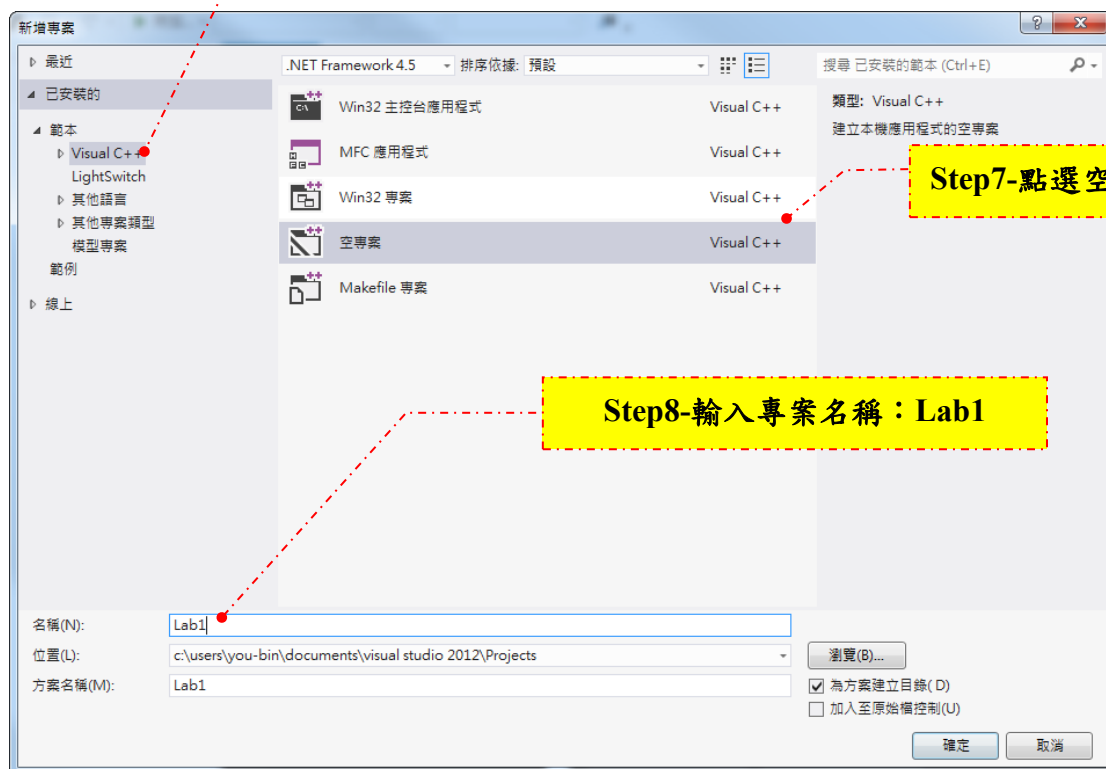 新增專案
最近
.NET Framework 4.5 排序依據: 預設
搜尋 已安裝的範本 (Ctrl+E)
已安裝的
範本
Visual C++
LightSwitch
其他語言
其他專案類型
模型專案
範例
線上
Win32 主控台應用程式 Visual C++
MFC 應用程式 Visual C++
Win32 專案 Visual C++
空專案 Visual C++
Makefile 專案 Visual C++
類型: Visual C++
建立本機應用程式的空專案
Step7-點選空
Step8-輸入專案名稱：Lab1
名稱(N): Lab1
位置(L): c:\users\you-bin\documents\visual studio 2012\Projects 瀏覽(B)...
方案名稱(M): Lab1
為方案建立目錄(D)
加入至原始檔控制(U)
確定 取消